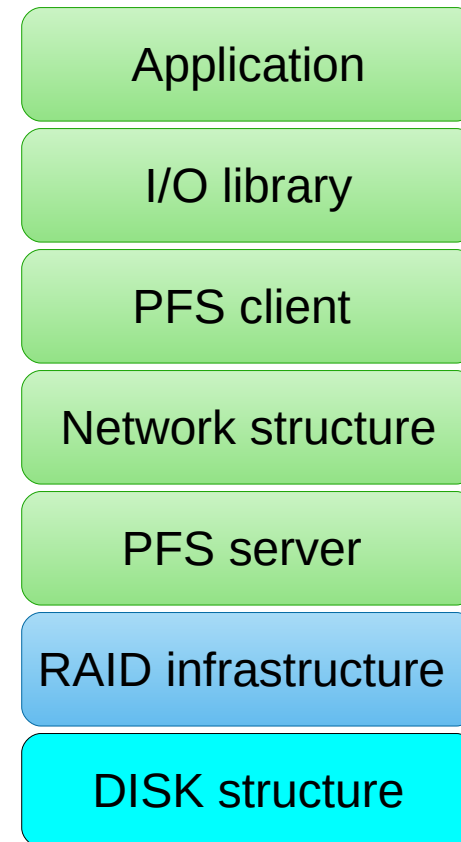 Application
I/O library
PFS client
Network structure
PFS server
RAID infrastructure
DISK structure